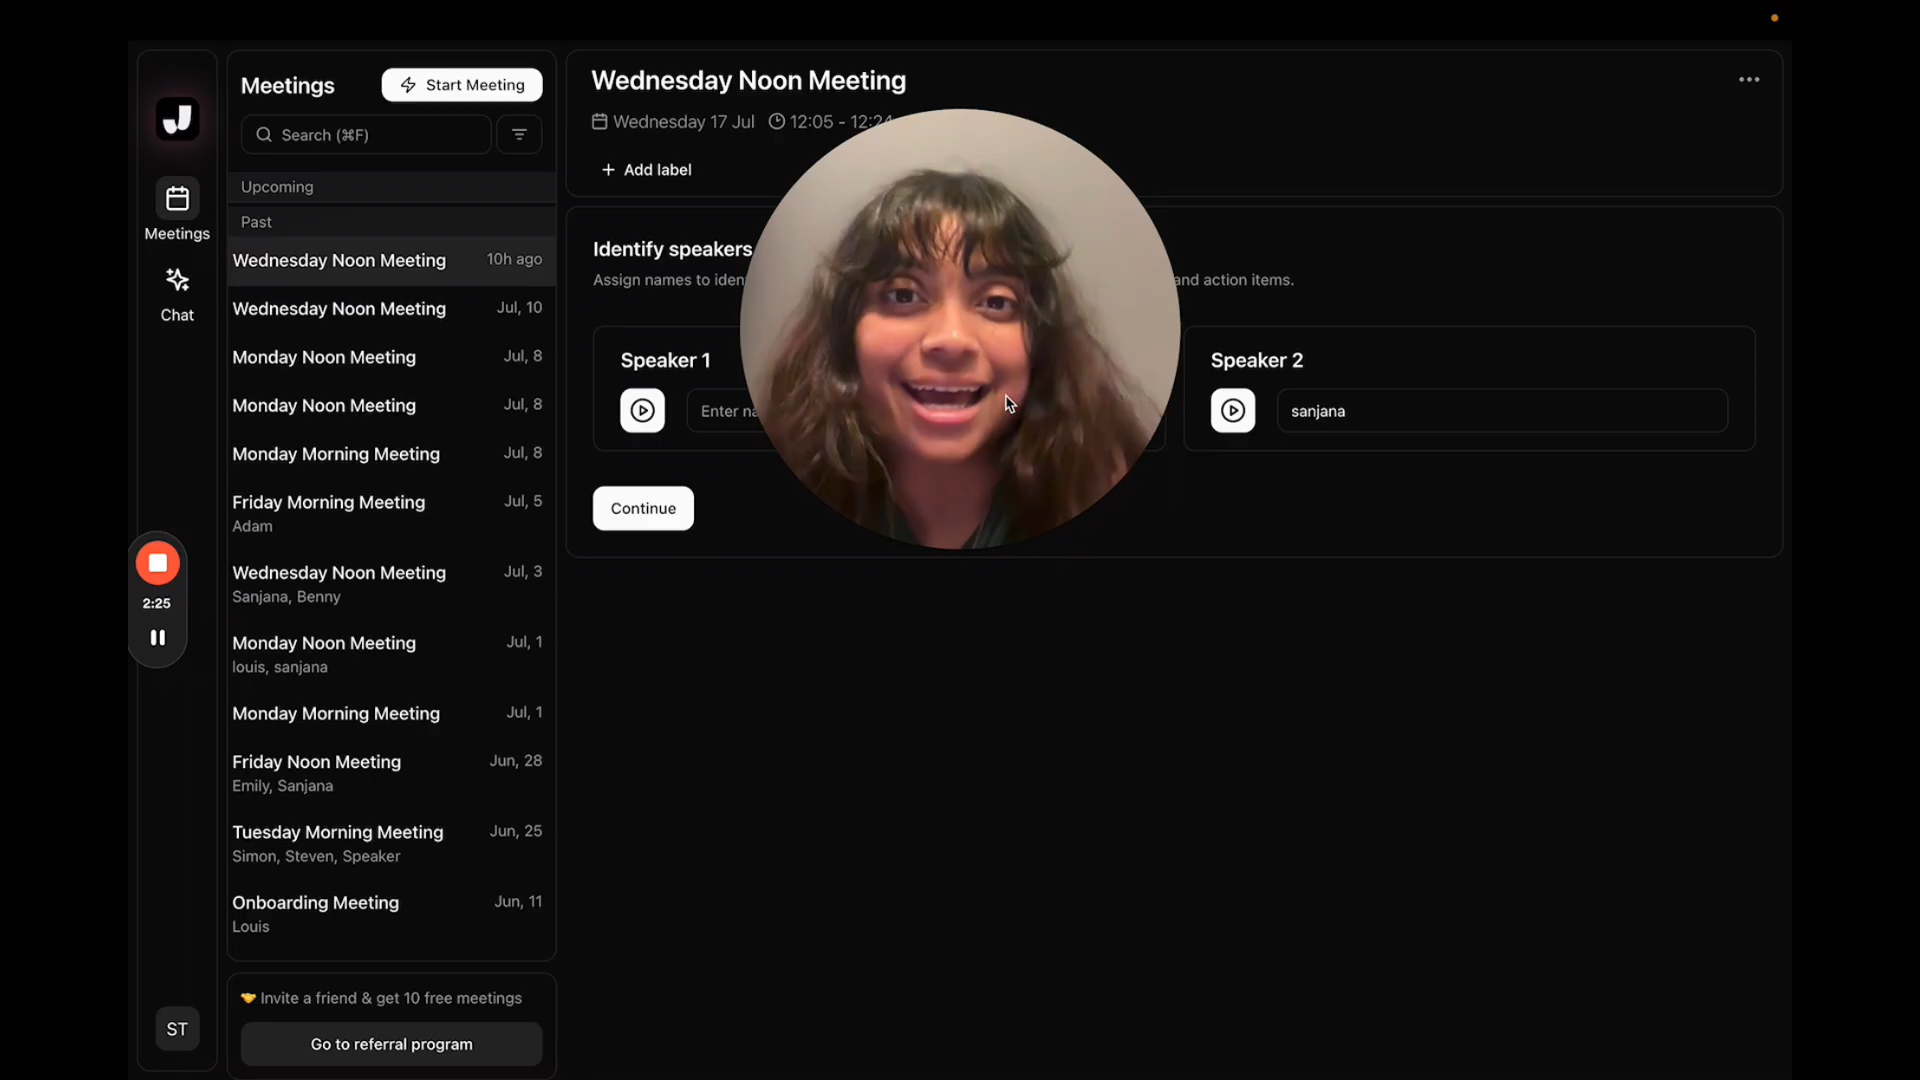 Meetings
Chat
2:25
ST
Meetings
Start Meeting
Search (⌘F)
Upcoming
Past
Wednesday Noon Meeting 10h ago
Wednesday Noon Meeting Jul, 10
Monday Noon Meeting Jul, 8
Monday Noon Meeting Jul, 8
Monday Morning Meeting Jul, 8
Friday Morning Meeting Jul, 5
Adam
Wednesday Noon Meeting Jul, 3
Sanjana, Benny
Monday Noon Meeting Jul, 1
louis, sanjana
Monday Morning Meeting Jul, 1
Friday Noon Meeting Jun, 28
Emily, Sanjana
Tuesday Morning Meeting Jun, 25
Simon, Steven, Speaker
Onboarding Meeting Jun, 11
Louis
Invite a friend & get 10 free meetings
Go to referral program
Wednesday Noon Meeting
Wednesday 17 Jul 12:05 - 12:24
+ Add label
Identify speakers
Assign names to and action items.
Speaker 1
Enter
Speaker 2
sanjana
Continue